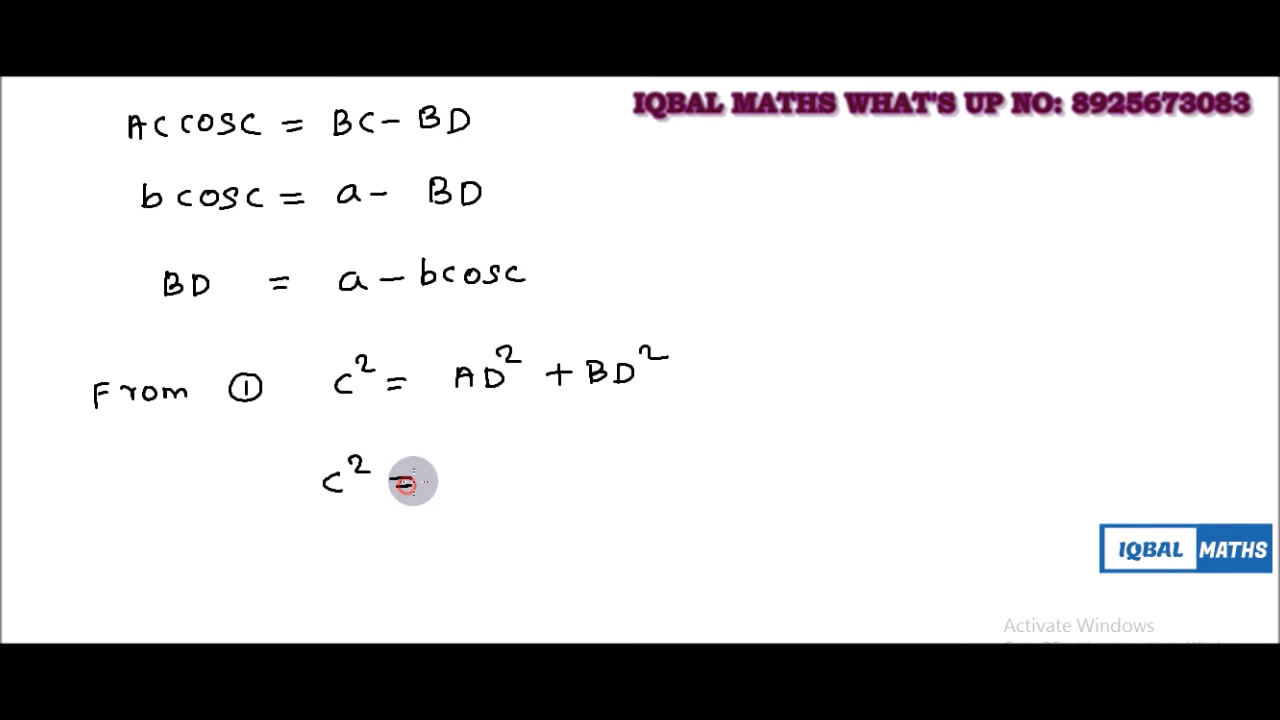 IQBAL MATHS WHAT'S UP NO: 8925673083
AC COSC = BC - BD
b COSC = a - BD
BD = a - b COSC
From ① C² = AD² + BD²
C² =
IQBAL MATHS
Activate Windows